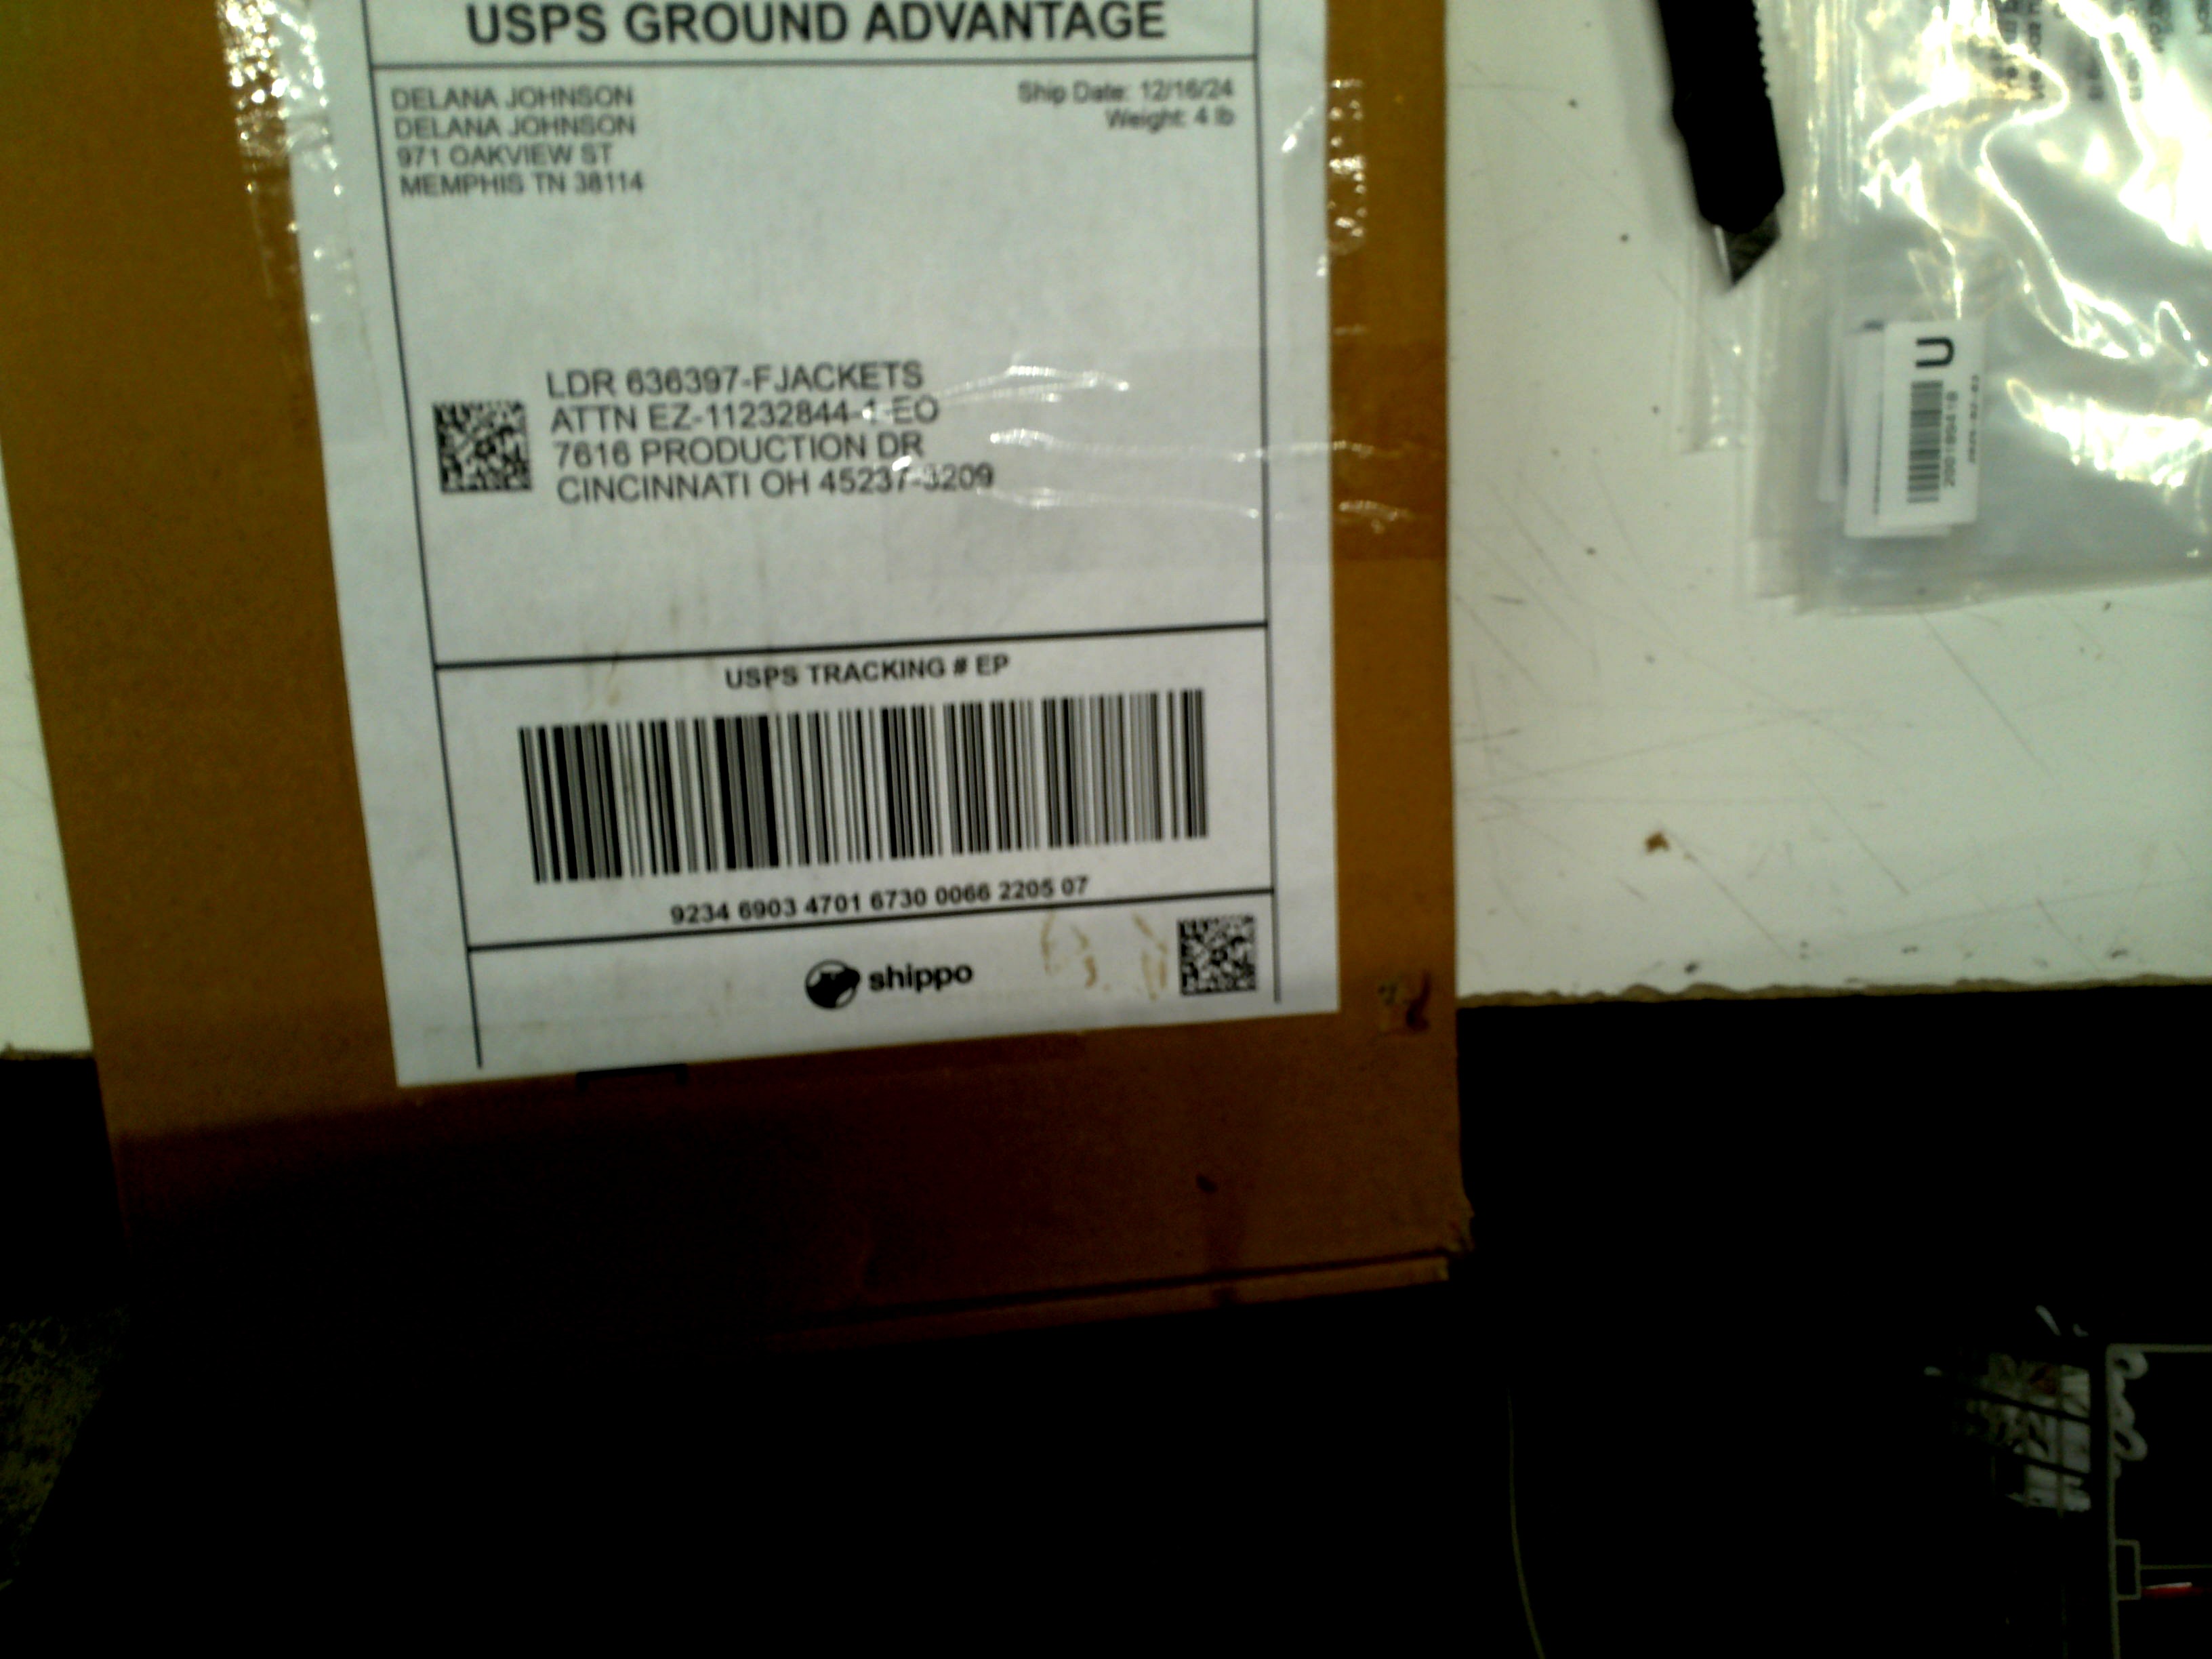 USPS GROUND ADVANTAGE
DELANA JOHNSON
DELANA JOHNSON
971 OAKVIEW ST
MEMPHIS TN 38114
Ship Date: 12/16/24
Weight: 4 lb
LDR 636397-FJACKETS
ATTN EZ-11232844-1-EO
7616 PRODUCTION DR
CINCINNATI OH 45237-3209
USPS TRACKING # EP
9234 6903 4701 6730 0066 2205 07
shippo
U